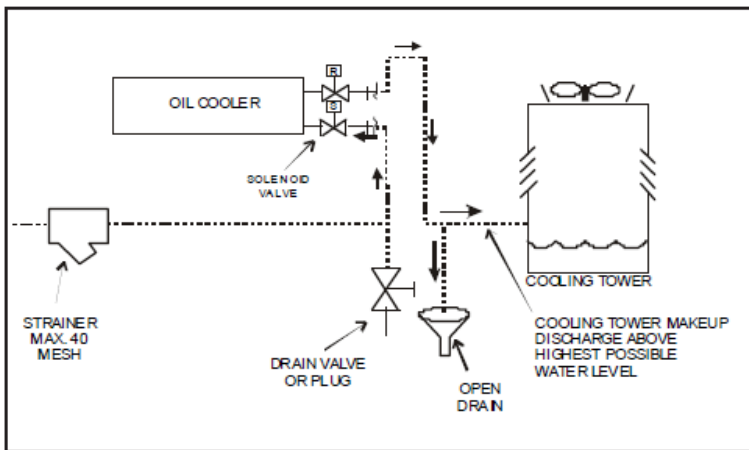 R
OIL COOLER
S
SOLENOID
VALVE
COOLING TOWER
STRAINER
MAX. 40
MESH
DRAIN VALVE
OR PLUG
OPEN
DRAIN
COOLING TOWER MAKEUP
DISCHARGE ABOVE
HIGHEST POSSIBLE
WATER LEVEL